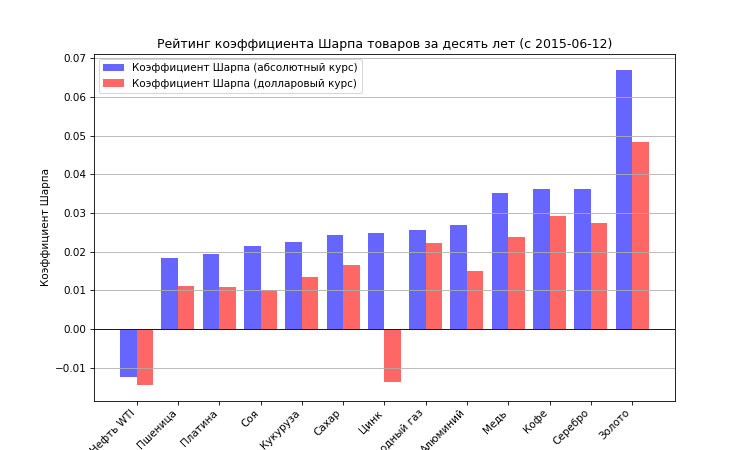 Рейтинг коэффициента Шарпа товаров за десять лет (с 2015-06-12)
Коэффициент Шарпа (абсолютный курс)
Коэффициент Шарпа (долларовый курс)
Коэффициент Шарпа
0.07
0.06
0.05
0.04
0.03
0.02
0.01
0.00
−0.01
Нефть WTI
Пшеница
Платина
Соя
Кукуруза
Сахар
Цинк
газ
Алюминий
Медь
Кофе
Серебро
Золото